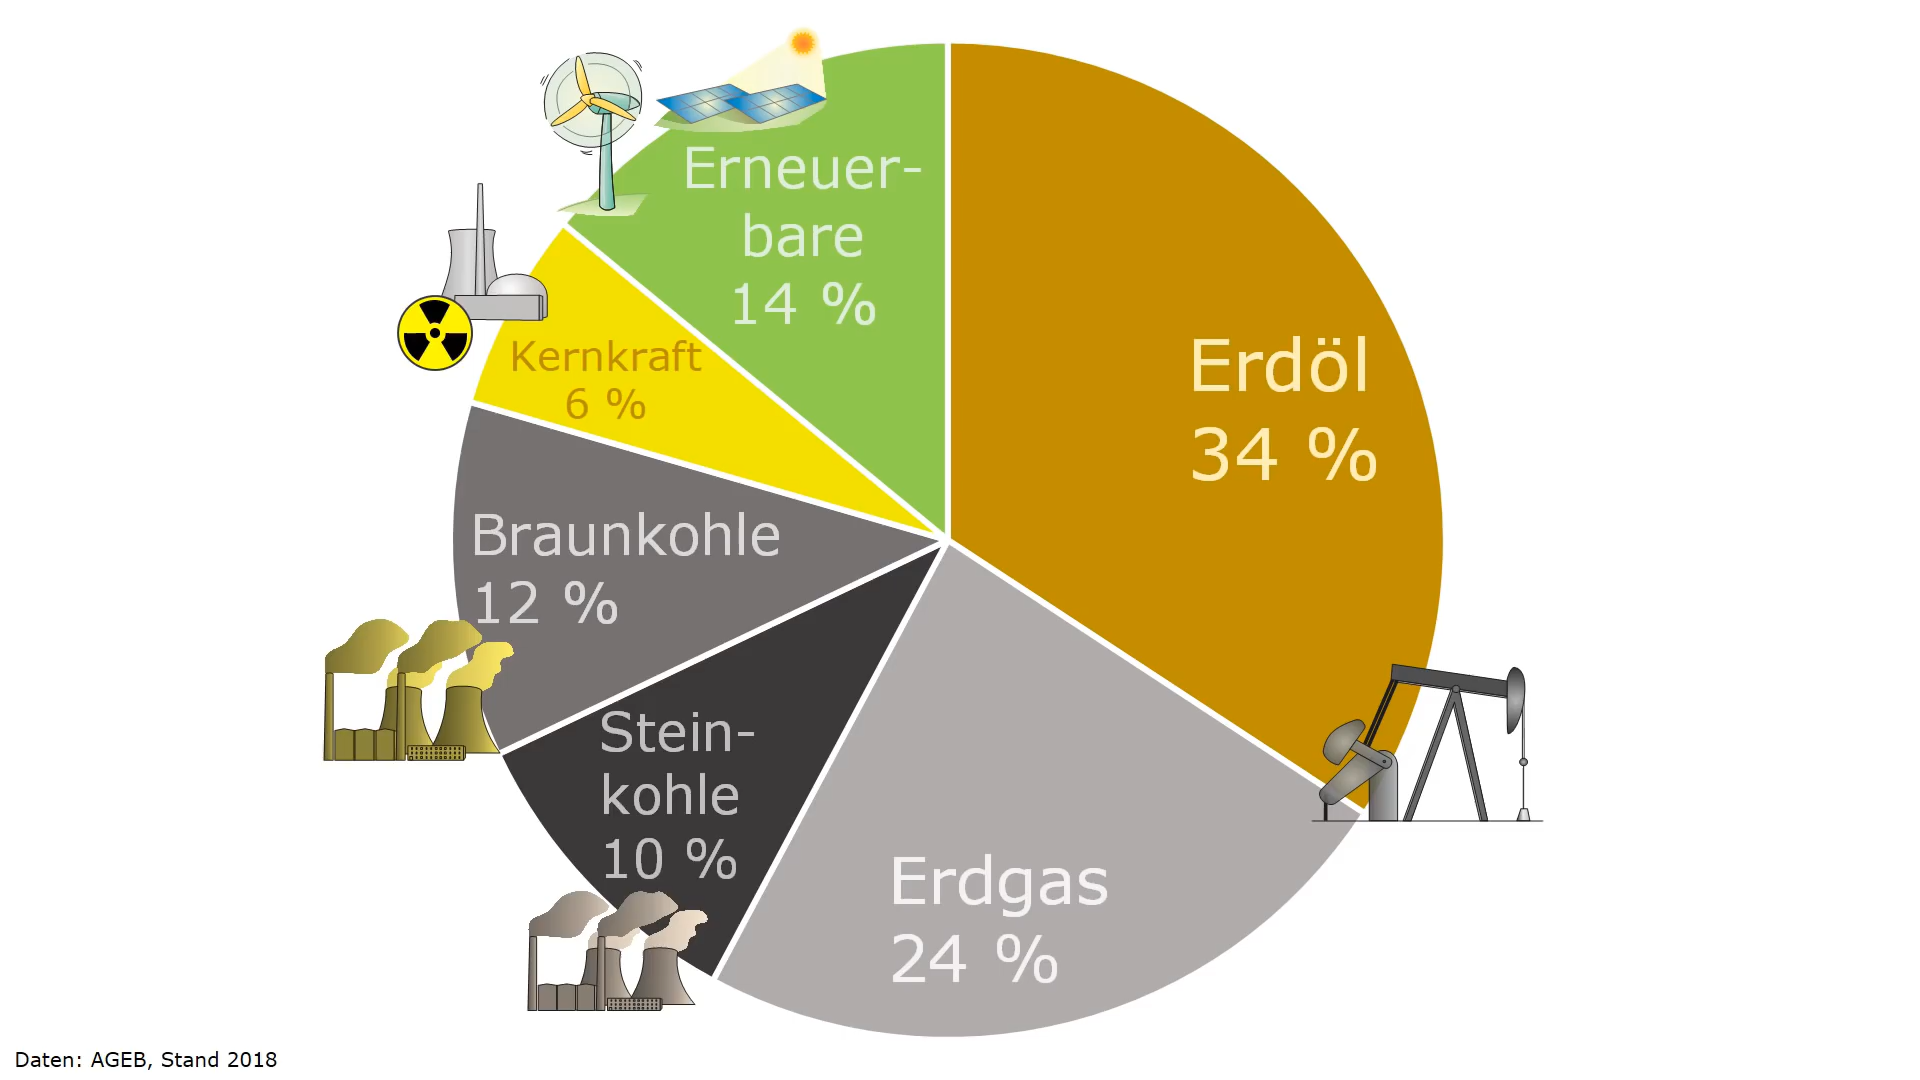 Erneuer-
bare
14 %
Erdöl
34 %
Kernkraft
6 %
Braunkohle
12 %
Stein-
kohle
10 %
Erdgas
24 %
Daten: AGEB, Stand 2018